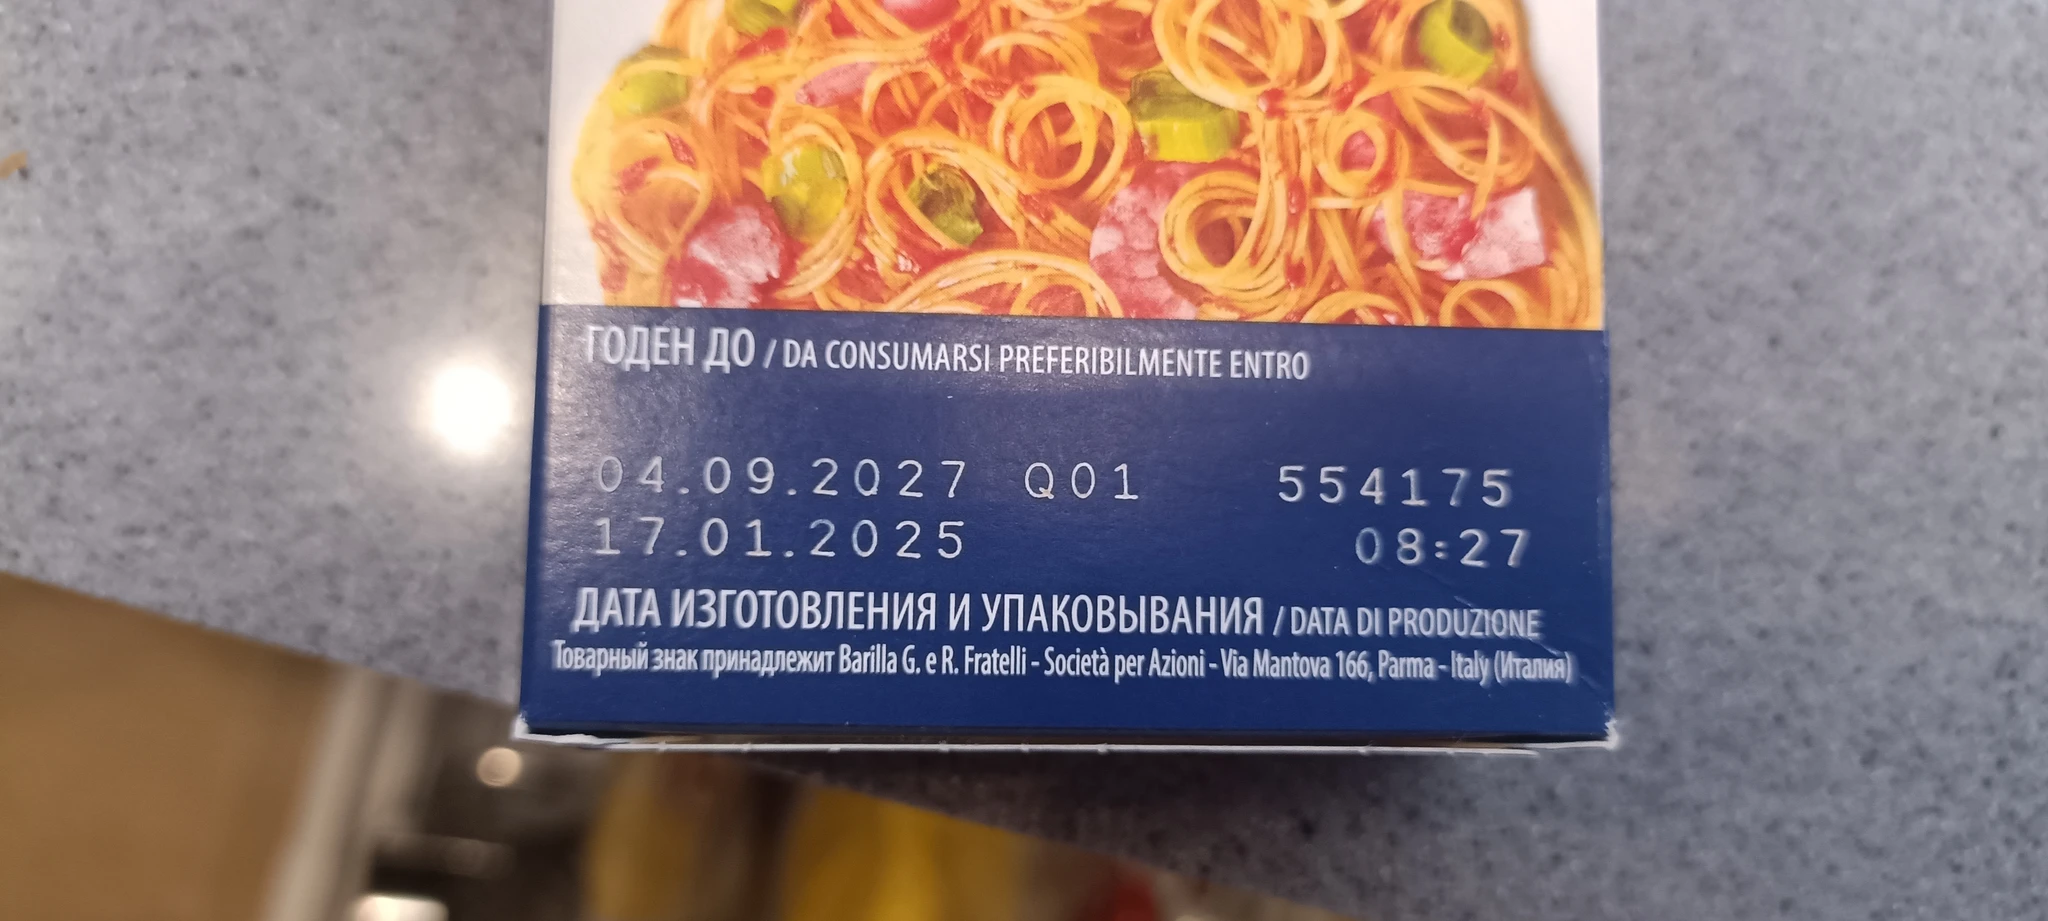 ГОДЕН ДО / DA CONSUMARSI PREFERIBILMENTE ENTRO
04.09.2027 Q01 554175
17.01.2025 08:27
ДАТА ИЗГОТОВЛЕНИЯ И УПАКОВЫВАНИЯ / DATA DI PRODUZIONE
Товарный знак принадлежит Barilla G. e R. Fratelli - Società per Azioni - Via Mantova 166, Parma - Italy (Италия)